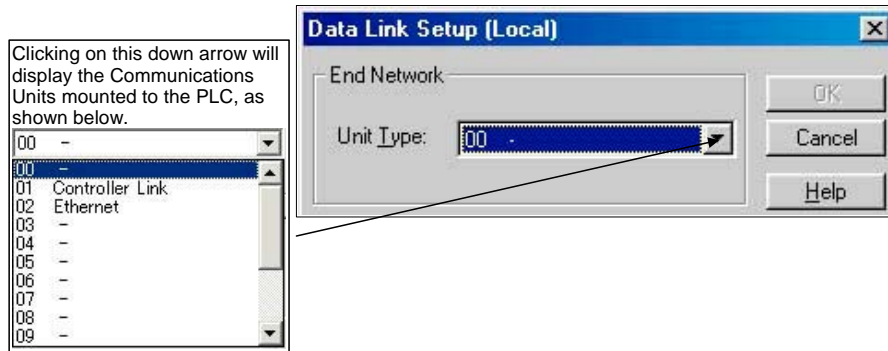 Clicking on this down arrow will
display the Communications
Units mounted to the PLC, as
shown below.
00 -
00 -
01 Controller Link
02 Ethernet
03 -
04 -
05 -
06 -
07 -
08 -
09 -
Data Link Setup (Local)
End Network
Unit Type: 00 -
OK
Cancel
Help